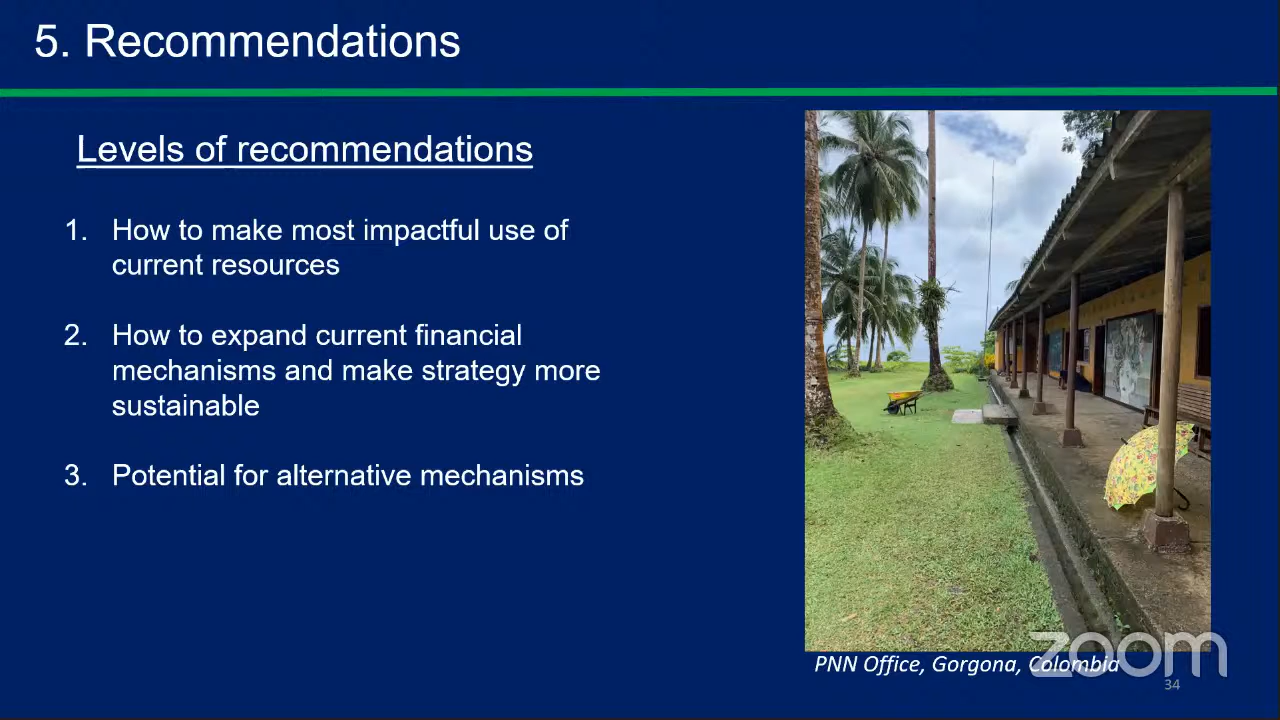 5. Recommendations
Levels of recommendations
1. How to make most impactful use of
current resources
2. How to expand current financial
mechanisms and make strategy more
sustainable
3. Potential for alternative mechanisms
PNN Office, Gorgona, Colombia
zoom
34